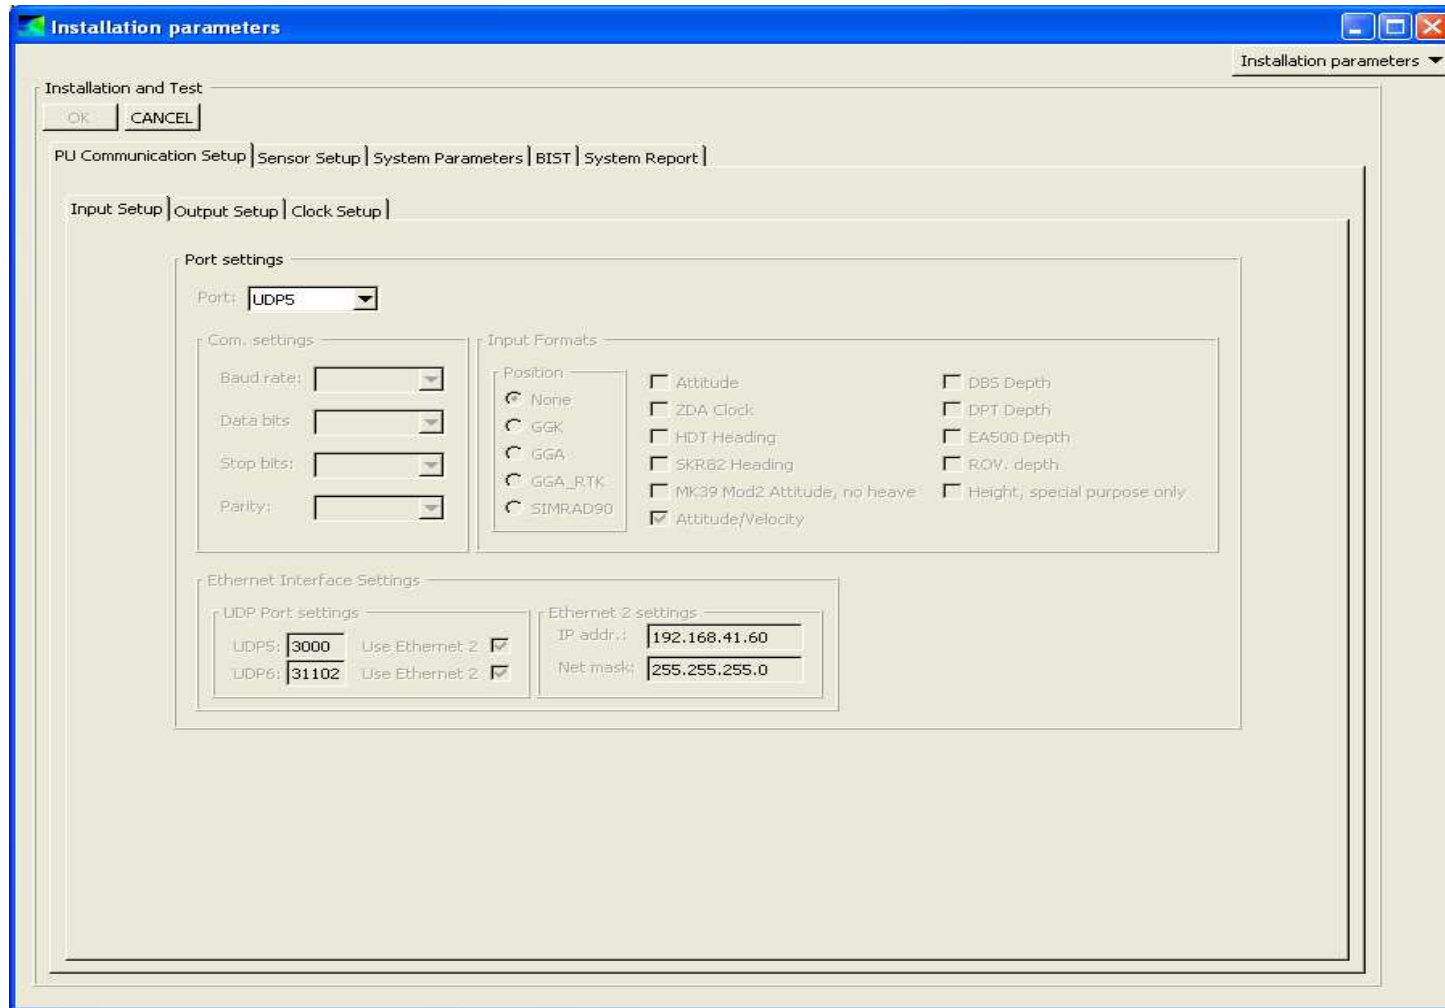 Installation parameters
Installation parameters
Installation and Test
OK CANCEL
PU Communication Setup Sensor Setup System Parameters BIST System Report
Input Setup Output Setup Clock Setup
Port settings
Port: UDP5
Com. settings
Baud rate:
Data bits
Stop bits:
Parity:
Input Formats
Position
None
GGK
GGA
GGA_RTK
SIMRAD90
Attitude
ZDA Clock
HDT Heading
SKR82 Heading
MK39 Mod2 Attitude, no heave
Attitude/Velocity
DBS Depth
DPT Depth
EA500 Depth
ROV. depth
Height, special purpose only
Ethernet Interface Settings
UDP Port settings
UDP5: 3000 Use Ethernet 2
UDP6: 31102 Use Ethernet 2
Ethernet 2 settings
IP addr.: 192.168.41.60
Net mask: 255.255.255.0